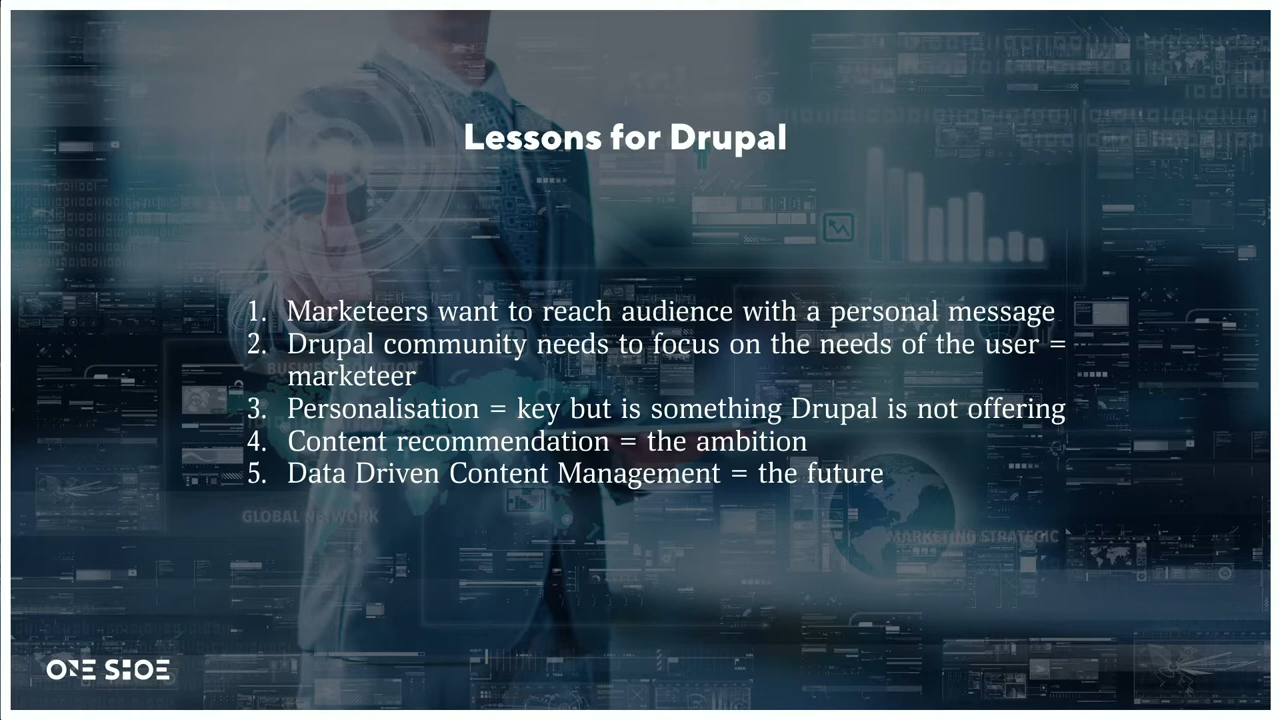 Lessons for Drupal
1. Marketeers want to reach audience with a personal message
2. Drupal community needs to focus on the needs of the user =
marketeer
3. Personalisation = key but is something Drupal is not offering
4. Content recommendation = the ambition
5. Data Driven Content Management = the future
GLOBAL NETWORK
MARKETING STRATEGIC
ONE SHOE